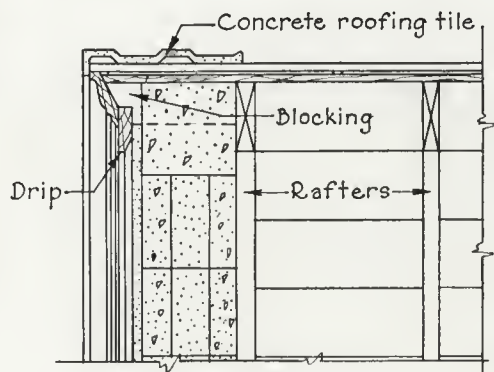 Concrete roofing tile
Blocking
Drip
Rafters